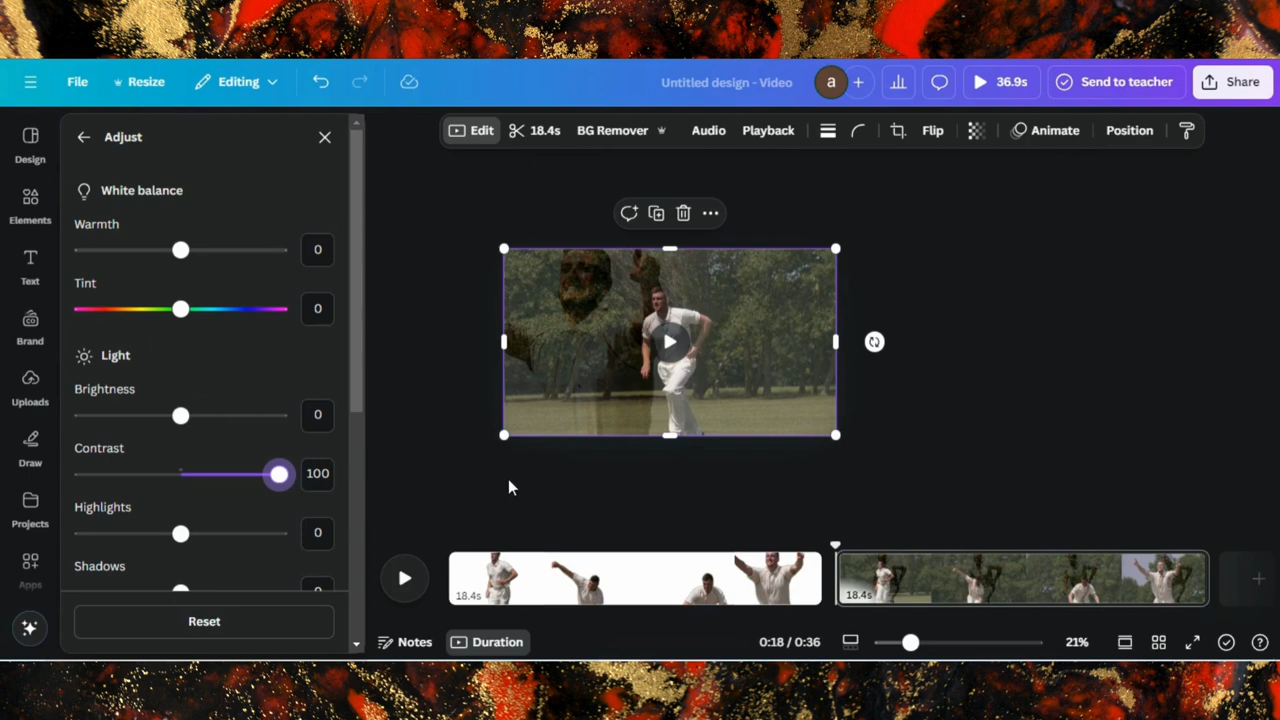 File
Resize
Editing
Untitled design - Video
a
+
36.9s
Send to teacher
Share
Design
Elements
Text
Brand
CO
Uploads
Draw
Projects
Apps
Adjust
White balance
Warmth
0
Tint
0
Light
Brightness
0
Contrast
100
Highlights
0
Shadows
Reset
Edit
18.4s
BG Remover
Audio
Playback
Flip
Animate
Position
18.4s
18.4s
Notes
Duration
0:18 / 0:36
21%